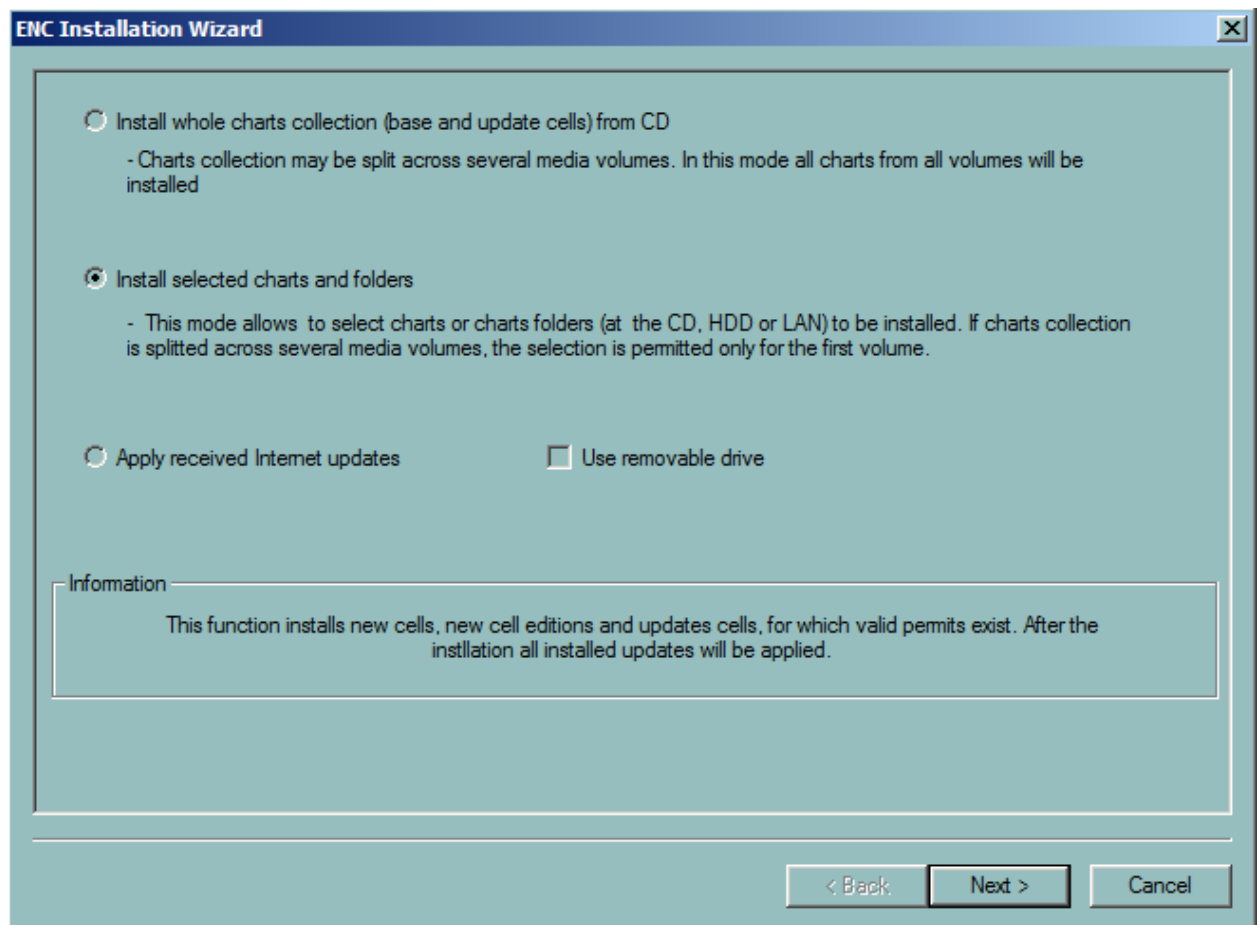 ENC Installation Wizard
Install whole charts collection (base and update cells) from CD
- Charts collection may be split across several media volumes. In this mode all charts from all volumes will be
installed
Install selected charts and folders
- This mode allows to select charts or charts folders (at the CD, HDD or LAN) to be installed. If charts collection
is splitted across several media volumes, the selection is permitted only for the first volume.
Apply received Internet updates Use removable drive
Information
This function installs new cells, new cell editions and updates cells, for which valid permits exist. After the
instllation all installed updates will be applied.
< Back Next > Cancel